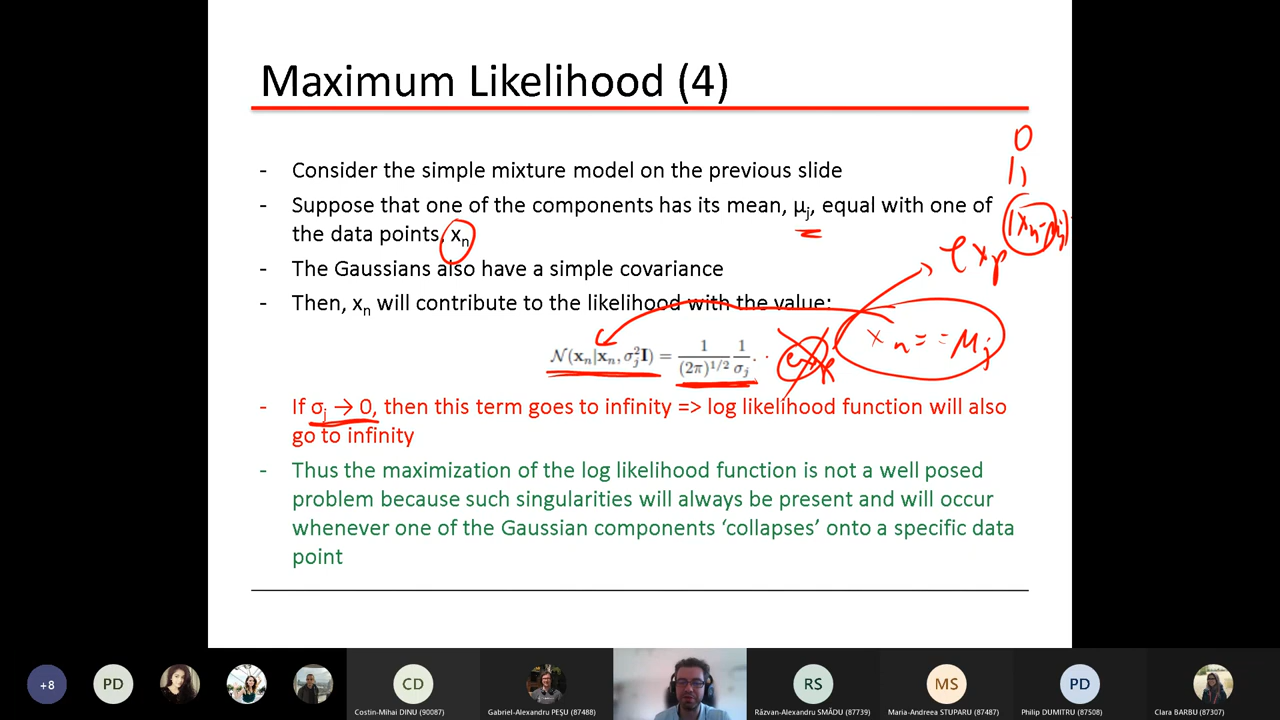 Maximum Likelihood (4)
- Consider the simple mixture model on the previous slide
- Suppose that one of the components has its mean, μj, equal with one of
the data points, xn
- The Gaussians also have a simple covariance
- Then, xn will contribute to the likelihood with the value:
N(xn|xn, σj²I) = 1/(2π)^1/2 1/σj.
- If σj → 0, then this term goes to infinity => log likelihood function will also
go to infinity
- Thus the maximization of the log likelihood function is not a well posed
problem because such singularities will always be present and will occur
whenever one of the Gaussian components ‘collapses’ onto a specific data
point
0
exp
(xn-μj)
xn = = μj
+8
PD
CD
RS
MS
PD
Costin-Mihai DINU (90087)
Gabriel-Alexandru PEȘU (87488)
Răzvan-Alexandru SMĂDU (87739)
Maria-Andreea STUPARU (87487)
Philip DUMITRU (87508)
Clara BARBU (87307)